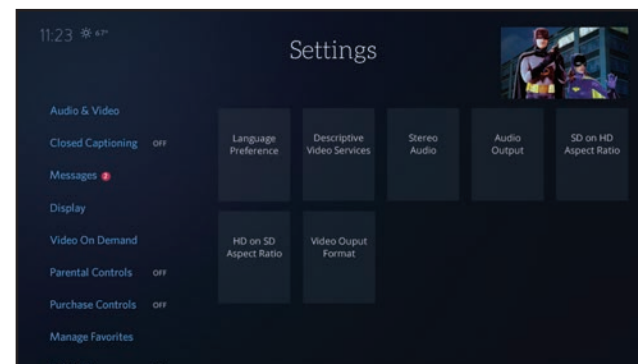 11:23 67°
Settings
Audio & Video
Closed Captioning OFF
Messages 2
Display
Video On Demand
Parental Controls OFF
Purchase Controls OFF
Manage Favorites
Language
Preference
Descriptive
Video Services
Stereo
Audio
Audio
Output
SD on HD
Aspect Ratio
HD on SD
Aspect Ratio
Video Ouput
Format